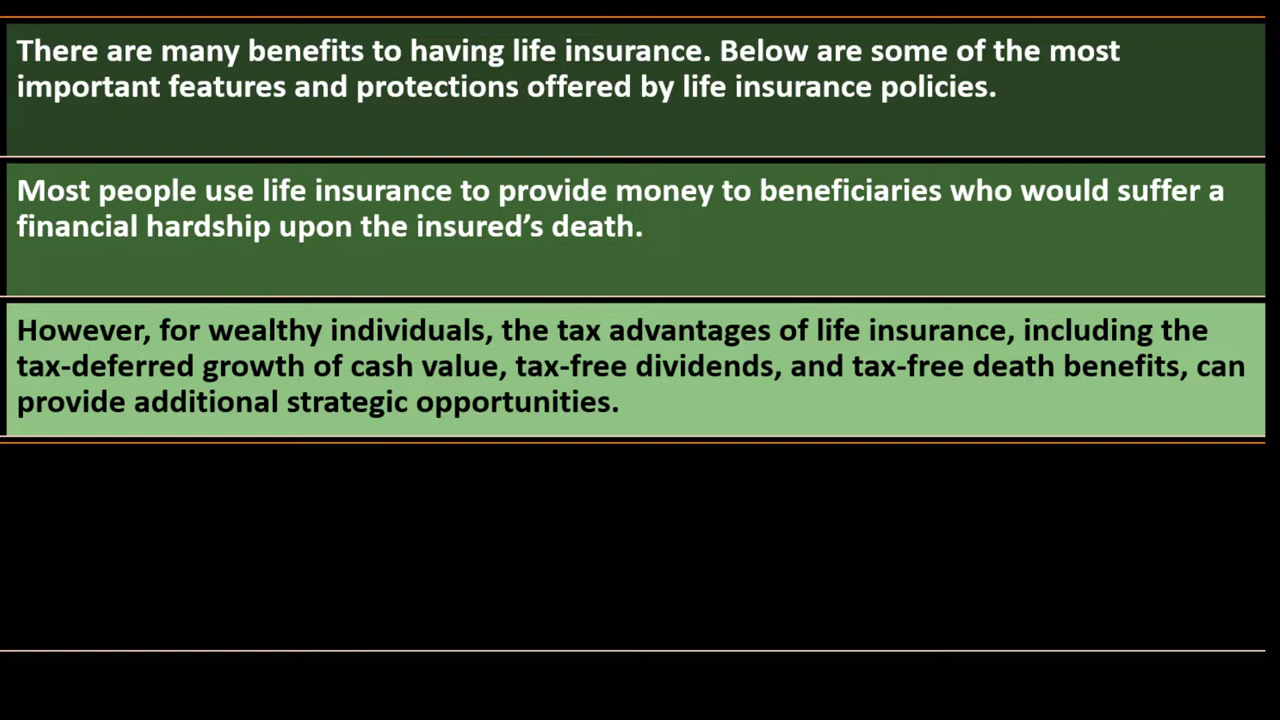 There are many benefits to having life insurance. Below are some of the most
important features and protections offered by life insurance policies.
Most people use life insurance to provide money to beneficiaries who would suffer a
financial hardship upon the insured’s death.
However, for wealthy individuals, the tax advantages of life insurance, including the
tax-deferred growth of cash value, tax-free dividends, and tax-free death benefits, can
provide additional strategic opportunities.